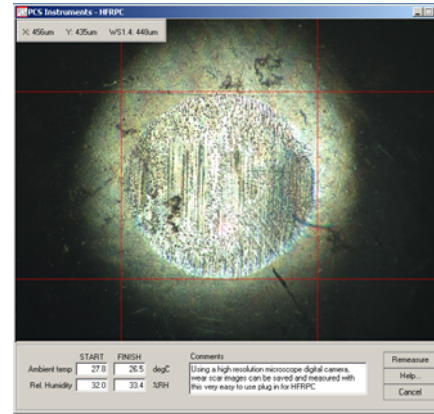 PCS Instruments - HFRPC
X: 456um Y: 435um WS1.4: 448um
START FINISH Comments
Ambient temp 27.8 26.5 degC
Rel. Humidity 32.0 33.4 %RH
Using a high resolution microscope digital camera,
wear scar images can be saved and measured with
this very easy to use plug in for HFRPC
Remeasure
Help...
Cancel